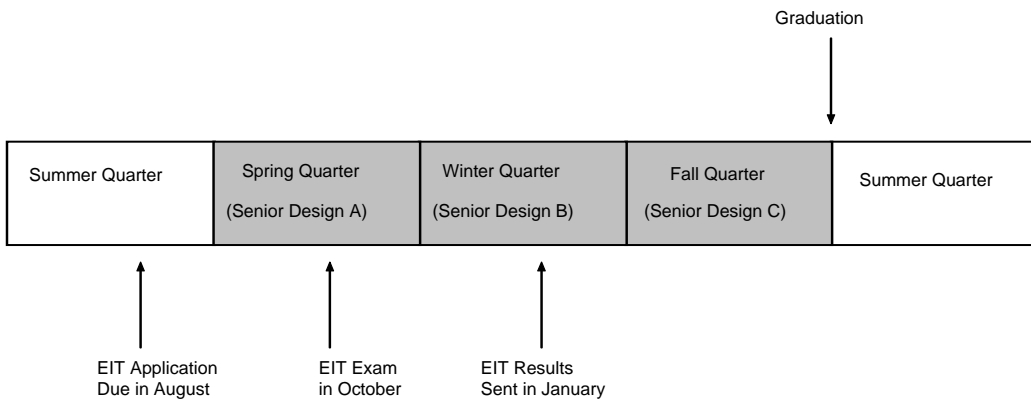 Graduation
Summer Quarter
Spring Quarter
(Senior Design A)
Winter Quarter
(Senior Design B)
Fall Quarter
(Senior Design C)
Summer Quarter
EIT Application
Due in August
EIT Exam
in October
EIT Results
Sent in January